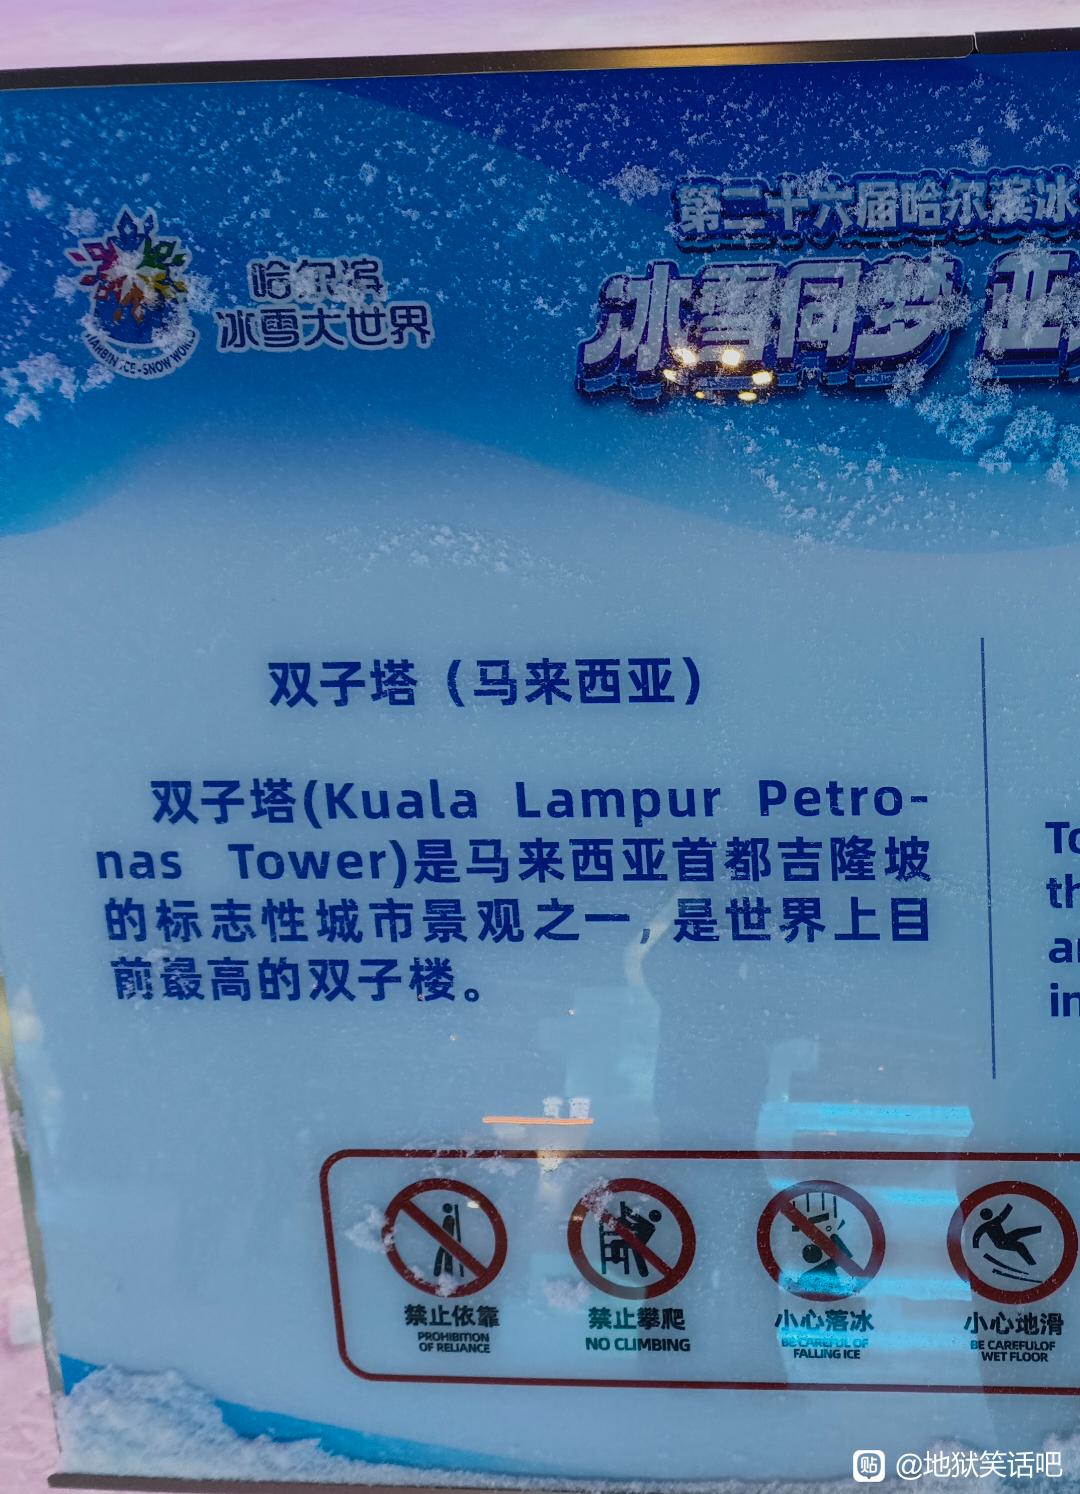 第二十六届哈尔滨冰
冰雪同梦 亚
哈尔滨
冰雪大世界
HARBIN ICE-SNOW WORLD
双子塔（马来西亚）
双子塔(Kuala Lampur Petro-
nas Tower)是马来西亚首都吉隆坡
的标志性城市景观之一，是世界上目
前最高的双子楼。
To
th
in
禁止依靠
PROHIBITION
OF RELIANCE
禁止攀爬
NO CLIMBING
小心落冰
BE CAREFUL OF
FALLING ICE
小心地滑
BE CAREFULOF
WET FLOOR
贴 @地狱笑话吧